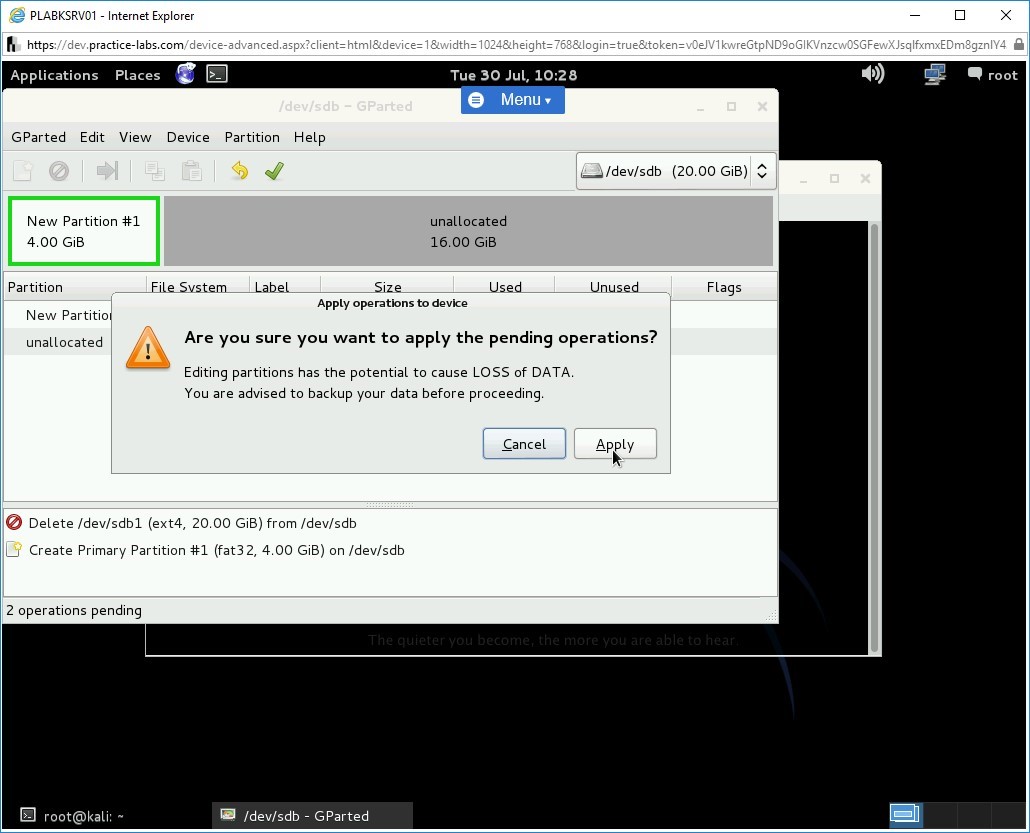 PLABKSRV01 - Internet Explorer
https://dev.practice-labs.com/device-advanced.aspx?client=html&device=1&width=1024&height=768&login=true&token=v0eJV1kwreGtpND9oGlKVnzcw0SGFewXJsqlfxmxEDm8gznIY4
Applications Places Tue 30 Jul, 10:28 root
/dev/sdb - GParted
Menu
GParted Edit View Device Partition Help
/dev/sdb (20.00 GiB)
New Partition #1 unallocated
4.00 GiB 16.00 GiB
Partition File System Label Size Used Unused Flags
New Partition
unallocated
Apply operations to device
Are you sure you want to apply the pending operations?
Editing partitions has the potential to cause LOSS of DATA.
You are advised to backup your data before proceeding.
Cancel Apply
Delete /dev/sdb1 (ext4, 20.00 GiB) from /dev/sdb
Create Primary Partition #1 (fat32, 4.00 GiB) on /dev/sdb
2 operations pending
The quieter you become, the more you are able to hear.
root@kali: ~ /dev/sdb - GParted